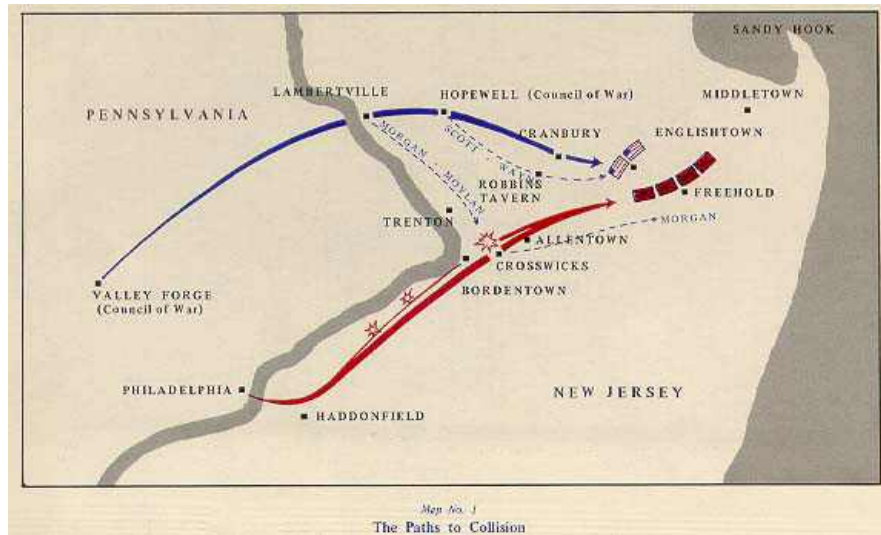 SANDY HOOK
LAMBERTVILLE
HOPEWELL (Council of War)
MIDDLETOWN
PENNSYLVANIA
MORGAN - MOYLAN
SCOTT - WAYNE
CRANBURY
ENGLISHTOWN
ROBBINS
TAVERN
FREEHOLD
TRENTON
MORGAN
ALLENTOWN
CROSSWICKS
BORDENTOWN
VALLEY FORGE
(Council of War)
PHILADELPHIA
NEW JERSEY
HADDONFIELD
Map No. 1
The Paths to Collision